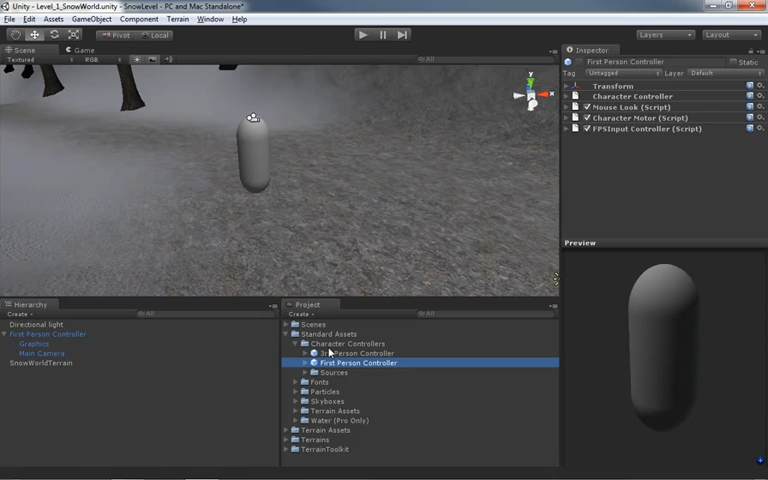 Unity - Level_1_SnowWorld.unity - SnowLevel - PC and Mac Standalone*
File Edit Assets GameObject Component Terrain Window Help
Pivot Local Layers Layout
Scene Game
Textured RGB All
y
x
Inspector
First Person Controller Static
Tag Untagged Layer Default
Transform
Character Controller
Mouse Look (Script)
Character Motor (Script)
FPSInput Controller (Script)
Preview
Hierarchy
Create All
Directional light
First Person Controller
Graphics
Main Camera
SnowWorldTerrain
Project
Create All
Scenes
Standard Assets
Character Controllers
3rd Person Controller
First Person Controller
Sources
Fonts
Particles
Skyboxes
Terrain Assets
Water (Pro Only)
Terrain Assets
Terrains
TerrainToolkit